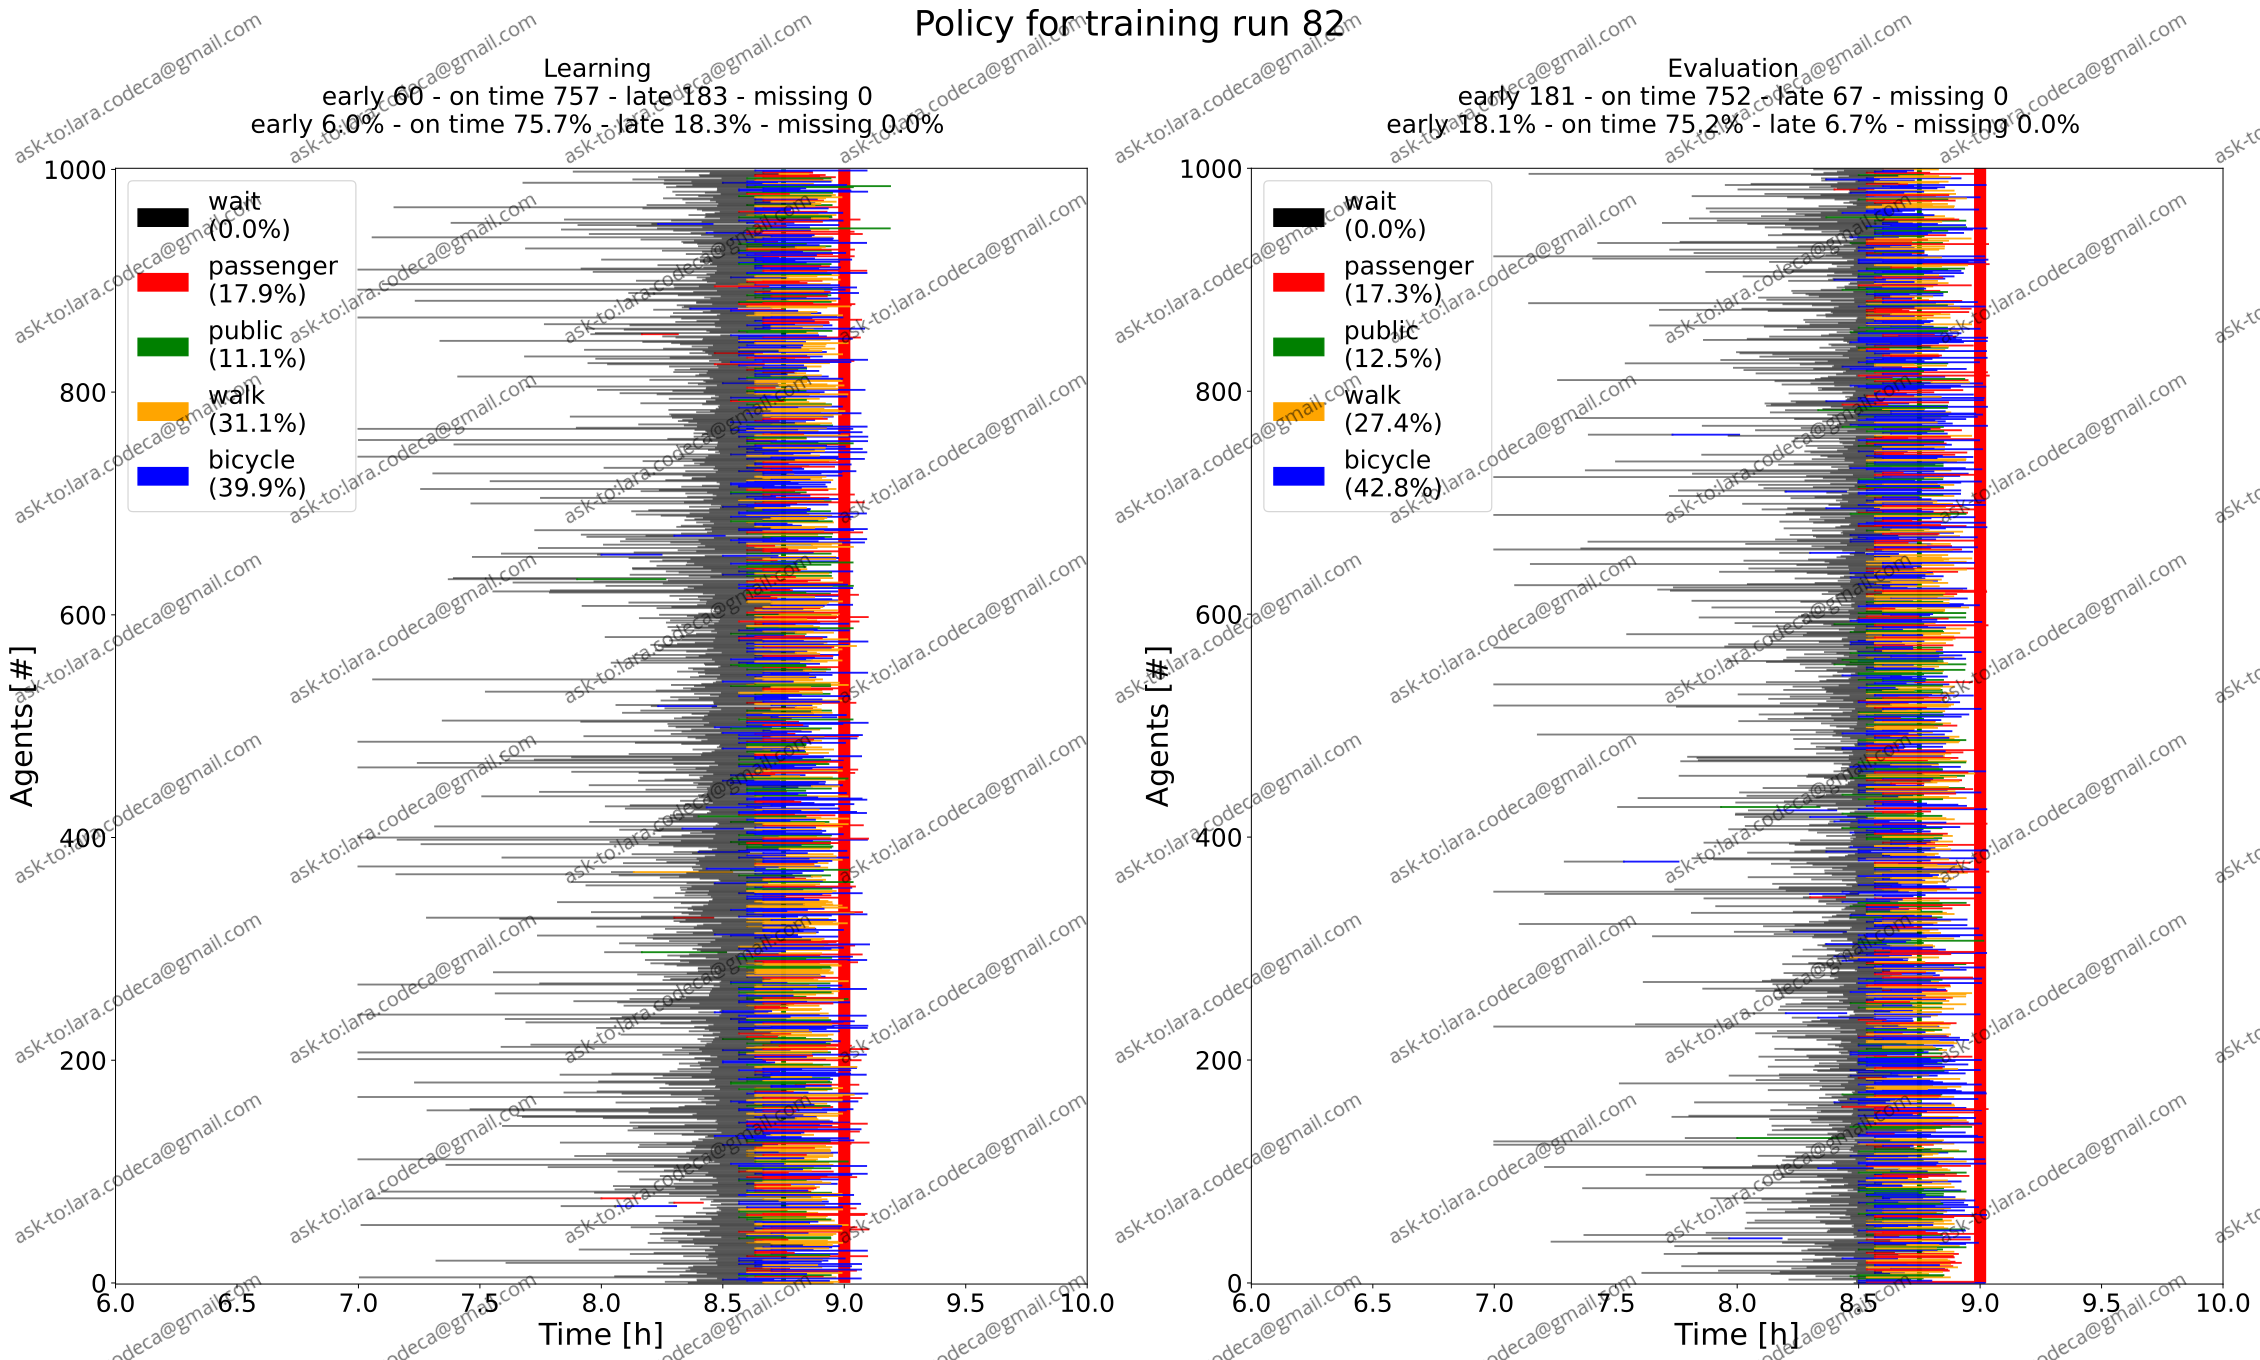 Policy for training run 82
Learning
early 60 - on time 757 - late 183 - missing 0
early 6.0% - on time 75.7% - late 18.3% - missing 0.0%
1000
800
600
400
200
0
Agents [#]
wait
(0.0%)
passenger
(17.9%)
public
(11.1%)
walk
(31.1%)
bicycle
(39.9%)
6.0 6.5 7.0 7.5 8.0 8.5 9.0 9.5 10.0
Time [h]
Evaluation
early 181 - on time 752 - late 67 - missing 0
early 18.1% - on time 75.2% - late 6.7% - missing 0.0%
1000
800
600
400
200
0
Agents [#]
wait
(0.0%)
passenger
(17.3%)
public
(12.5%)
walk
(27.4%)
bicycle
(42.8%)
6.0 6.5 7.0 7.5 8.0 8.5 9.0 9.5 10.0
Time [h]
ask-to:lara.codeca@gmail.com